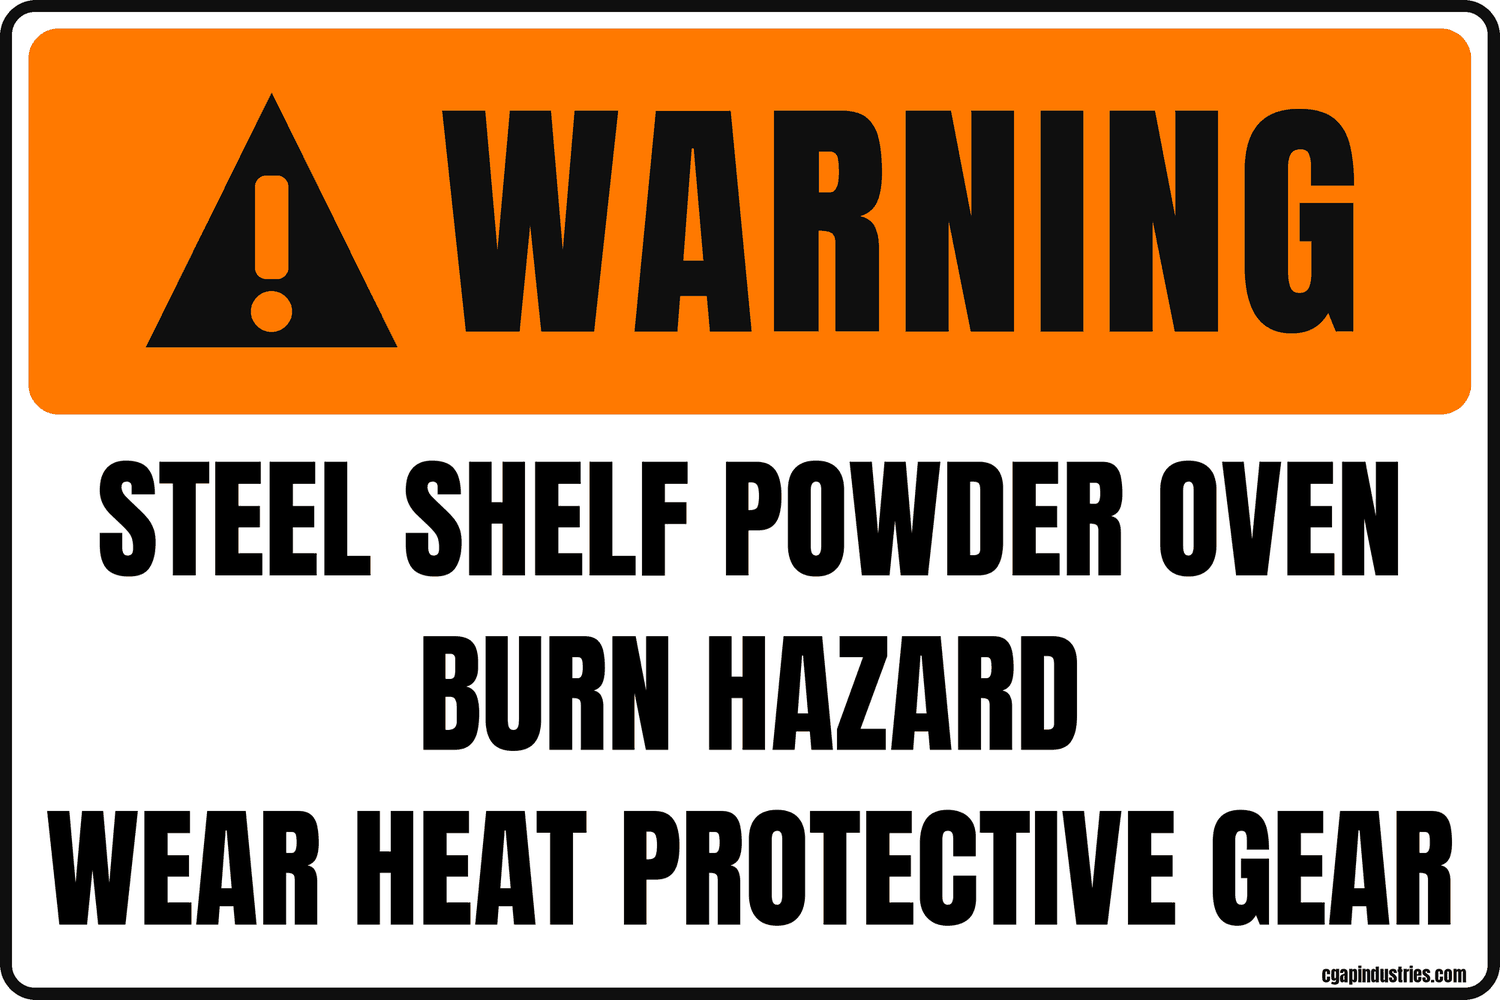 WARNING
STEEL SHELF POWDER OVEN
BURN HAZARD
WEAR HEAT PROTECTIVE GEAR
cgapindustries.com